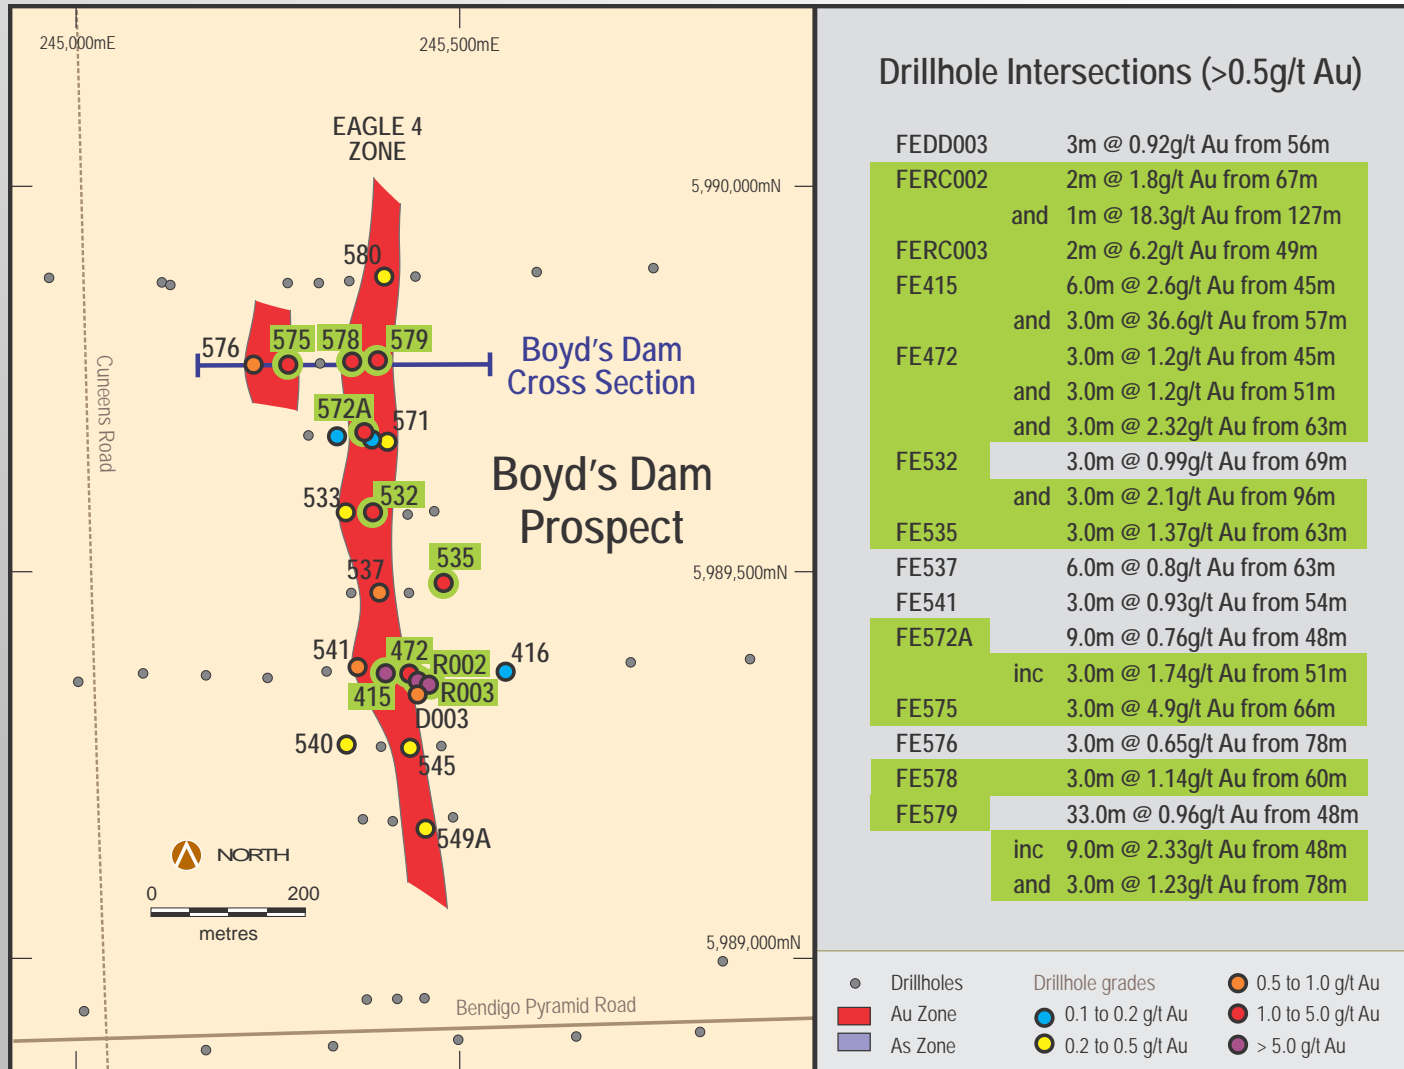 245,000mE
245,500mE
EAGLE 4
ZONE
5,990,000mN
580
576
575
578
579
Boyd's Dam
Cross Section
Cuneens Road
572A
571
Boyd's Dam
Prospect
533
532
535
537
5,989,500mN
541
472
R002
416
415
R003
D003
540
545
549A
NORTH
0 200
metres
5,989,000mN
Bendigo Pyramid Road
Drillhole Intersections (>0.5g/t Au)
FEDD003 3m @ 0.92g/t Au from 56m
FERC002 2m @ 1.8g/t Au from 67m
and 1m @ 18.3g/t Au from 127m
FERC003 2m @ 6.2g/t Au from 49m
FE415 6.0m @ 2.6g/t Au from 45m
and 3.0m @ 36.6g/t Au from 57m
FE472 3.0m @ 1.2g/t Au from 45m
and 3.0m @ 1.2g/t Au from 51m
and 3.0m @ 2.32g/t Au from 63m
FE532 3.0m @ 0.99g/t Au from 69m
and 3.0m @ 2.1g/t Au from 96m
FE535 3.0m @ 1.37g/t Au from 63m
FE537 6.0m @ 0.8g/t Au from 63m
FE541 3.0m @ 0.93g/t Au from 54m
FE572A 9.0m @ 0.76g/t Au from 48m
inc 3.0m @ 1.74g/t Au from 51m
FE575 3.0m @ 4.9g/t Au from 66m
FE576 3.0m @ 0.65g/t Au from 78m
FE578 3.0m @ 1.14g/t Au from 60m
FE579 33.0m @ 0.96g/t Au from 48m
inc 9.0m @ 2.33g/t Au from 48m
and 3.0m @ 1.23g/t Au from 78m
Drillholes
Au Zone
As Zone
Drillhole grades
0.1 to 0.2 g/t Au
0.2 to 0.5 g/t Au
0.5 to 1.0 g/t Au
1.0 to 5.0 g/t Au
> 5.0 g/t Au